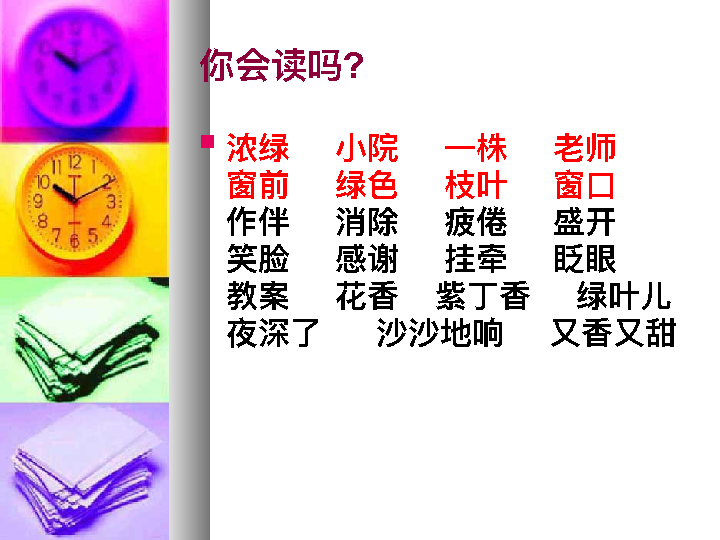 你会读吗?
浓绿 小院 一株 老师
窗前 绿色 枝叶 窗口
作伴 消除 疲倦 盛开
笑脸 感谢 挂牵 眨眼
教案 花香 紫丁香 绿叶儿
夜深了 沙沙地响 又香又甜